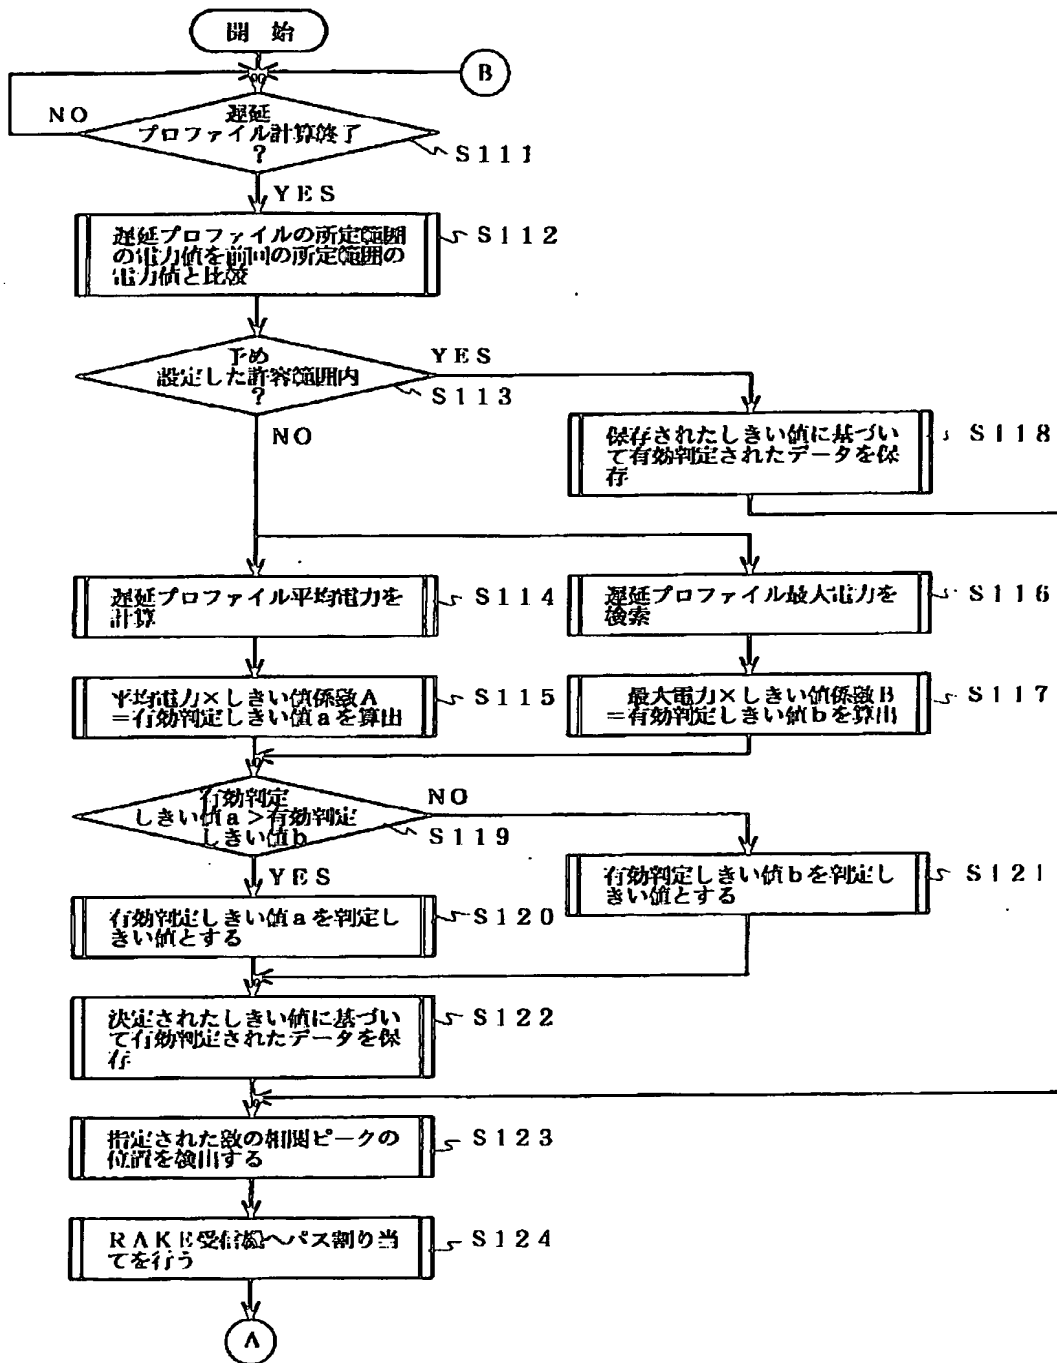 開 始
B
NO
遅延
プロファイル計算終了
?
S111
YES
遅延プロファイルの所定範囲
の電力値を前回の所定範囲の
電力値と比較
S112
予め
設定した許容範囲内
?
YES
S113
NO
保存されたしきい値に基づい
て有効判定されたデータを保
存
S118
遅延プロファイル平均電力を
計算
S114
遅延プロファイル最大電力を
検索
S116
平均電力×しきい値係数A
=有効判定しきい値aを算出
S115
最大電力×しきい値係数B
=有効判定しきい値bを算出
S117
有効判定
しきい値a>有効判定
しきい値b
NO
S119
YES
有効判定しきい値aを判定し
きい値とする
S120
有効判定しきい値bを判定し
きい値とする
S121
決定されたしきい値に基づい
て有効判定されたデータを保
存
S122
指定された数の相関ピークの
位置を検出する
S123
RAKE受信機へパス割り当
てを行う
S124
A